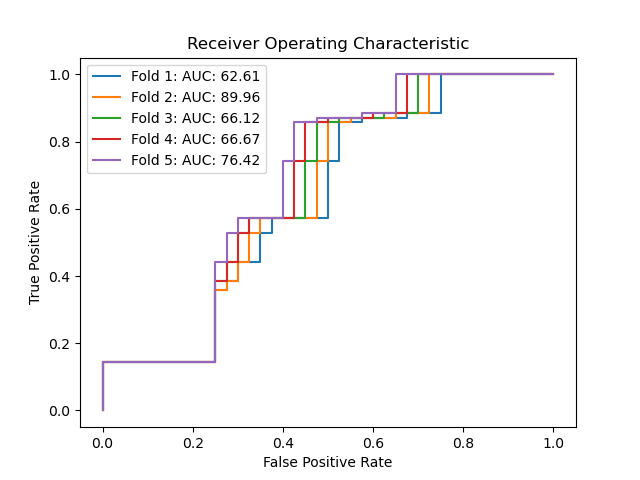 Receiver Operating Characteristic
Fold 1: AUC: 62.61
Fold 2: AUC: 89.96
Fold 3: AUC: 66.12
Fold 4: AUC: 66.67
Fold 5: AUC: 76.42
True Positive Rate
1.0
0.8
0.6
0.4
0.2
0.0
0.0 0.2 0.4 0.6 0.8 1.0
False Positive Rate